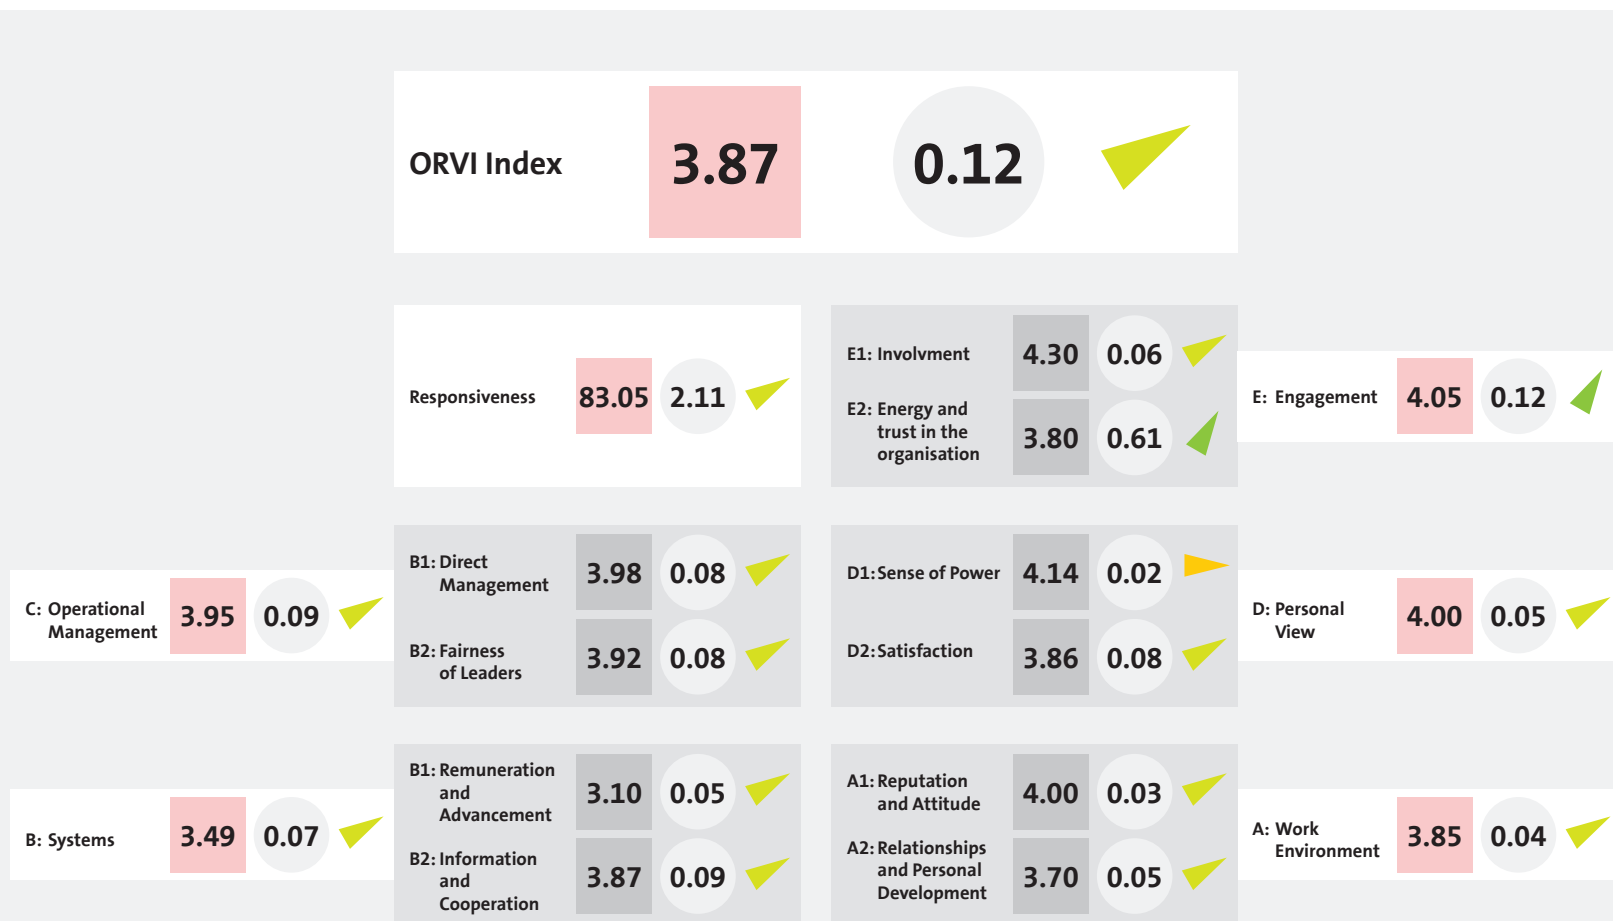 ORVI Index 3.87 0.12
Responsiveness 83.05 2.11
E1: Involvment 4.30 0.06
E2: Energy and
trust in the
organisation
3.80 0.61
E: Engagement 4.05 0.12
C: Operational
Management
3.95 0.09
B1: Direct
Management
3.98 0.08
B2: Fairness
of Leaders
3.92 0.08
D1: Sense of Power 4.14 0.02
D2: Satisfaction 3.86 0.08
D: Personal
View
4.00 0.05
B: Systems 3.49 0.07
B1: Remuneration
and
Advancement
3.10 0.05
B2: Information
and
Cooperation
3.87 0.09
A1: Reputation
and Attitude
4.00 0.03
A2: Relationships
and Personal
Development
3.70 0.05
A: Work
Environment
3.85 0.04